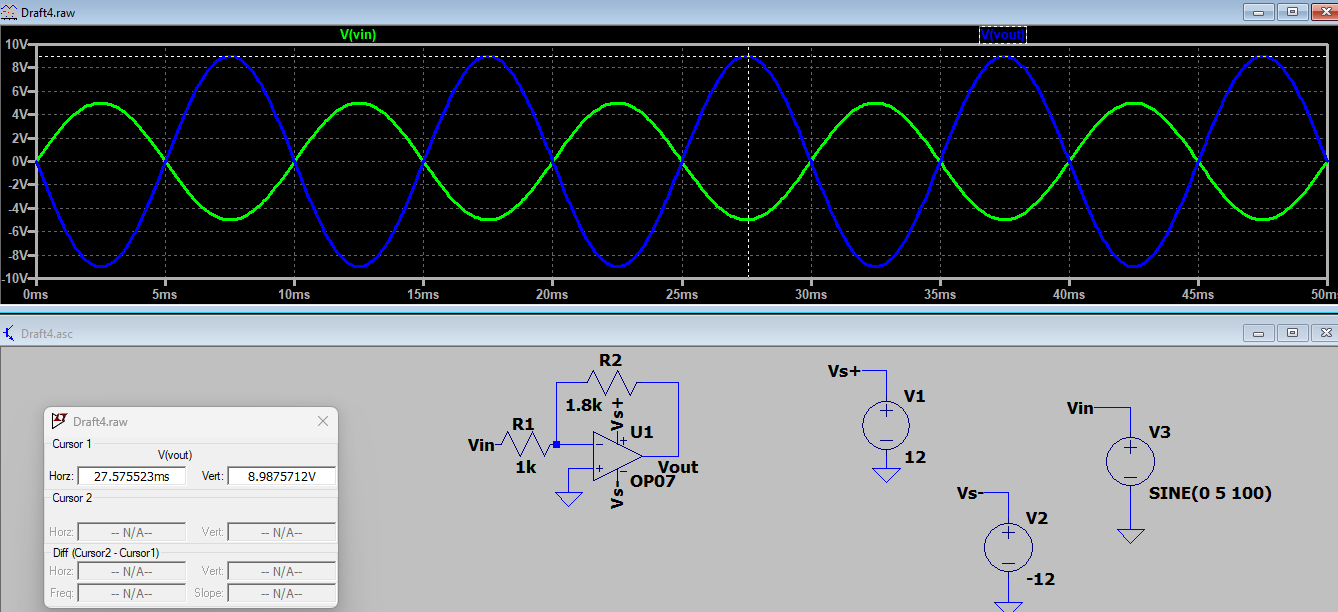 Draft4.raw
V(vin)
V(vout)
10V
8V
6V
4V
2V
0V
-2V
-4V
-6V
-8V
-10V
0ms 5ms 10ms 15ms 20ms 25ms 30ms 35ms 40ms 45ms 50ms
Draft4.asc
R2
1.8k
Vs+
R1
U1
Vin
1k
Vout
OP07
Vs-
Vs+
V1
12
Vs-
V2
-12
Vin
V3
SINE(0 5 100)
Draft4.raw
Cursor 1
V(vout)
Horz: 27.575523ms Vert: 8.9875712V
Cursor 2
Horz: -- N/A-- Vert: -- N/A--
Diff (Cursor2 - Cursor1)
Horz: -- N/A-- Vert: -- N/A--
Freq: -- N/A-- Slope: -- N/A--